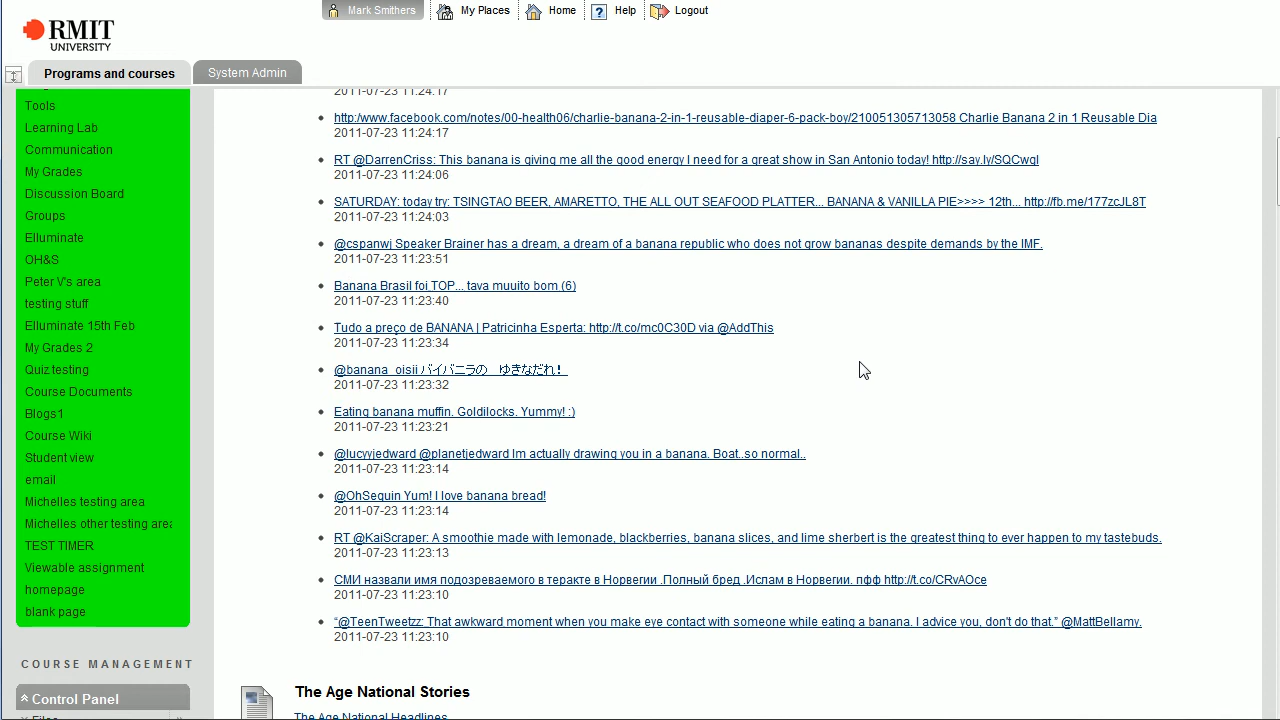 Mark Smithers
My Places
Home
Help
Logout
RMIT
UNIVERSITY
Programs and courses
System Admin
Tools
Learning Lab
Communication
My Grades
Discussion Board
Groups
Elluminate
OH&S
Peter V's area
testing stuff
Elluminate 15th Feb
My Grades 2
Quiz testing
Course Documents
Blogs1
Course Wiki
Student view
email
Michelles testing area
Michelles other testing area
TEST TIMER
Viewable assignment
homepage
blank page
COURSE MANAGEMENT
Control Panel
Files
2011-07-23 11:24:17
http:/www.facebook.com/notes/00-health06/charlie-banana-2-in-1-reusable-diaper-6-pack-boy/210051305713058 Charlie Banana 2 in 1 Reusable Dia
2011-07-23 11:24:17
RT @DarrenCriss: This banana is giving me all the good energy I need for a great show in San Antonio today! http://say.ly/SQCwql
2011-07-23 11:24:06
SATURDAY: today try: TSINGTAO BEER, AMARETTO, THE ALL OUT SEAFOOD PLATTER... BANANA & VANILLA PIE>>>> 12th... http://fb.me/177zcJL8T
2011-07-23 11:24:03
@cspanwj Speaker Brainer has a dream, a dream of a banana republic who does not grow bananas despite demands by the IMF.
2011-07-23 11:23:51
Banana Brasil foi TOP... tava muuito bom (6)
2011-07-23 11:23:40
Tudo a preço de BANANA | Patricinha Esperta: http://t.co/mc0C30D via @AddThis
2011-07-23 11:23:34
@banana_oisii バイバニラの　ゆきなだれ！
2011-07-23 11:23:32
Eating banana muffin. Goldilocks. Yummy! :)
2011-07-23 11:23:21
@lucyyjedward @planetjedward Im actually drawing you in a banana. Boat..so normal..
2011-07-23 11:23:14
@OhSequin Yum! I love banana bread!
2011-07-23 11:23:14
RT @KaiScraper: A smoothie made with lemonade, blackberries, banana slices, and lime sherbert is the greatest thing to ever happen to my tastebuds.
2011-07-23 11:23:13
СМИ назвали имя подозреваемого в теракте в Норвегии .Полный бред .Ислам в Норвегии. пфф http://t.co/CRvAOce
2011-07-23 11:23:10
“@TeenTweetzz: That awkward moment when you make eye contact with someone while eating a banana. I advice you, don't do that.” @MattBellamy.
2011-07-23 11:23:10
The Age National Stories
The Age National Headlines